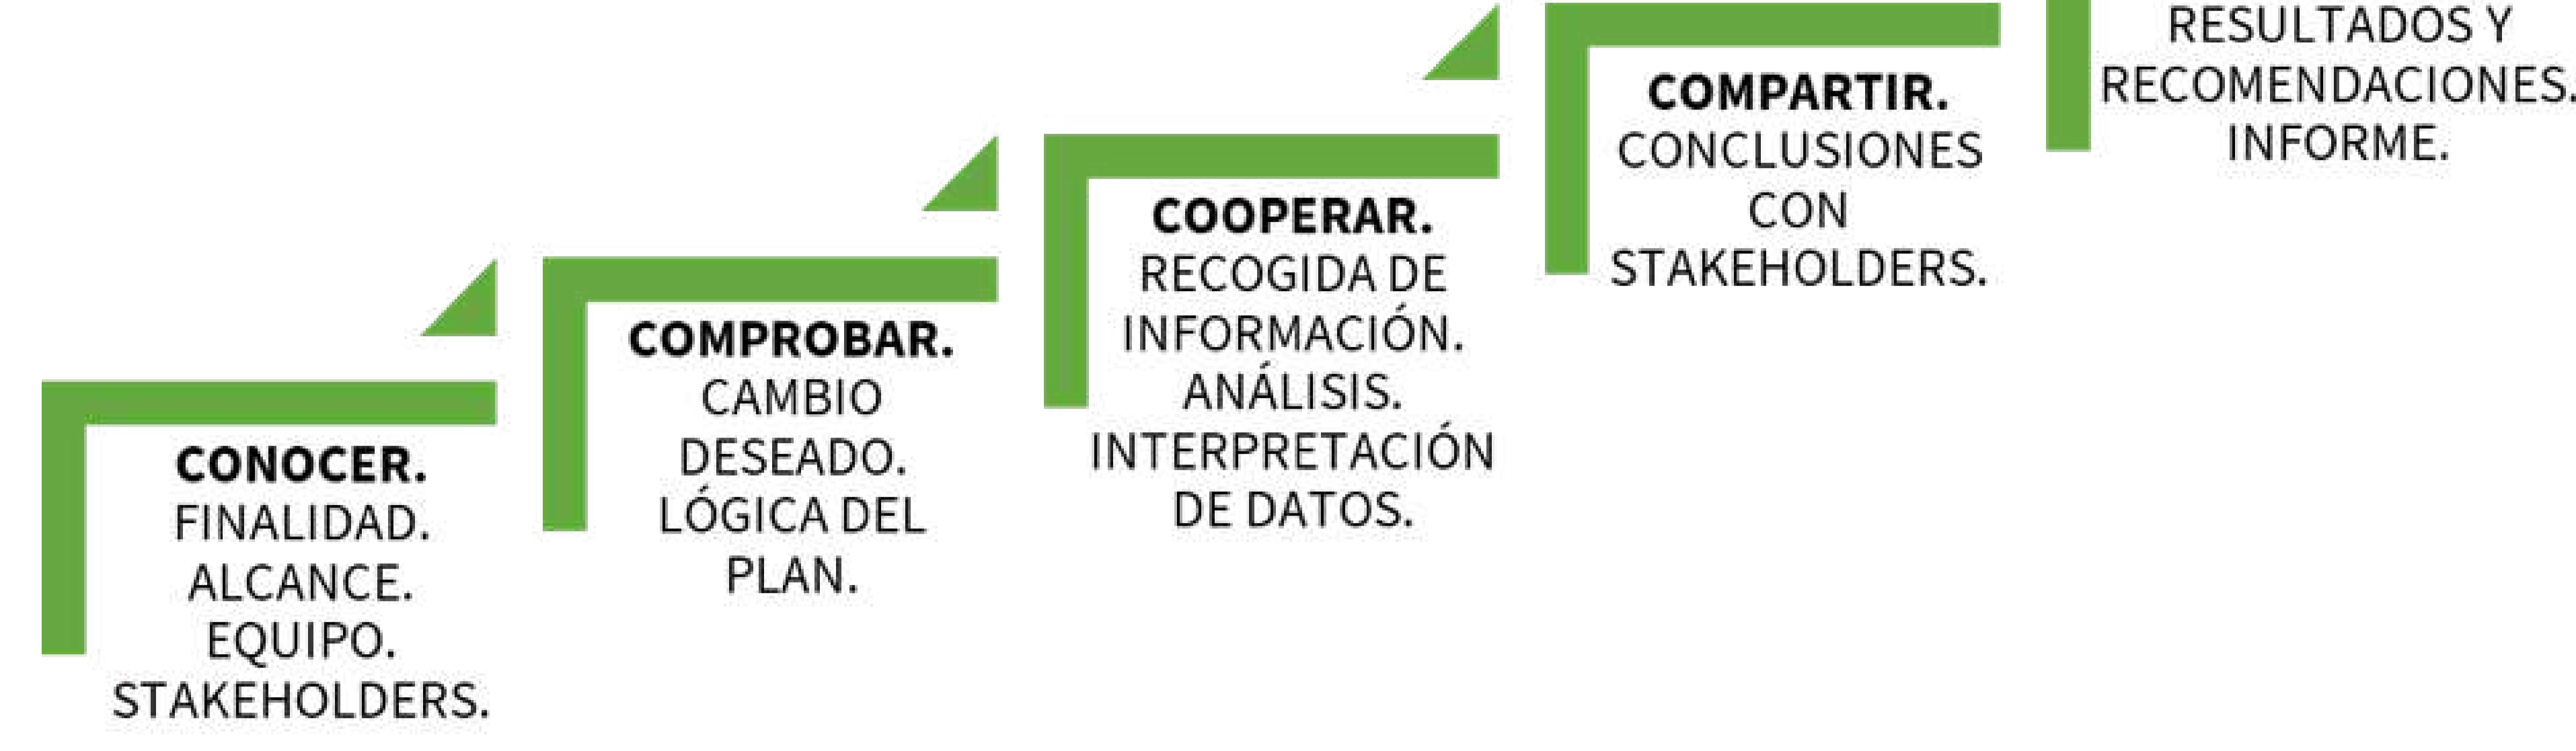 CONOCER.
FINALIDAD.
ALCANCE.
EQUIPO.
STAKEHOLDERS.
COMPROBAR.
CAMBIO
DESEADO.
LÓGICA DEL
PLAN.
COOPERAR.
RECOGIDA DE
INFORMACIÓN.
ANÁLISIS.
INTERPRETACIÓN
DE DATOS.
COMPARTIR.
CONCLUSIONES
CON
STAKEHOLDERS.
RESULTADOS Y
RECOMENDACIONES.
INFORME.